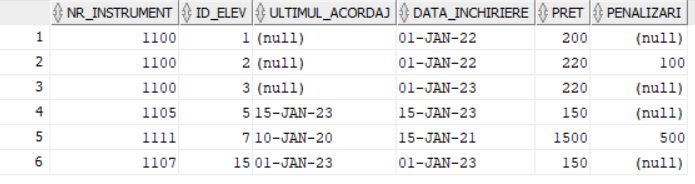 NR_INSTRUMENT ID_ELEV ULTIMUL_ACORDAJ DATA_INCHIRIERE PRET PENALIZARI
1 1100 1 (null) 01-JAN-22 200 (null)
2 1100 2 (null) 01-JAN-22 220 100
3 1100 3 (null) 01-JAN-23 220 (null)
4 1105 5 15-JAN-23 15-JAN-23 150 (null)
5 1111 7 10-JAN-20 15-JAN-21 1500 500
6 1107 15 01-JAN-23 01-JAN-23 150 (null)